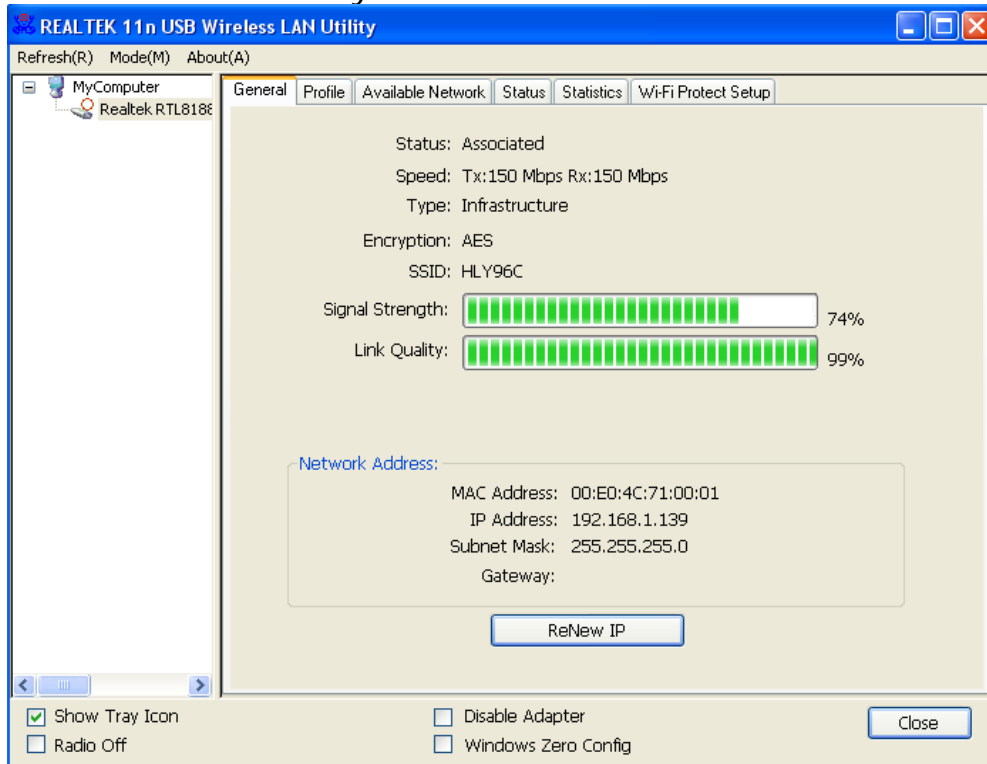 REALTEK 11n USB Wireless LAN Utility
Refresh(R) Mode(M) About(A)
MyComputer
Realtek RTL8188
General Profile Available Network Status Statistics Wi-Fi Protect Setup
Status: Associated
Speed: Tx:150 Mbps Rx:150 Mbps
Type: Infrastructure
Encryption: AES
SSID: HLY96C
Signal Strength: 74%
Link Quality: 99%
Network Address:
MAC Address: 00:E0:4C:71:00:01
IP Address: 192.168.1.139
Subnet Mask: 255.255.255.0
Gateway:
ReNew IP
Show Tray Icon Disable Adapter
Radio Off Windows Zero Config
Close